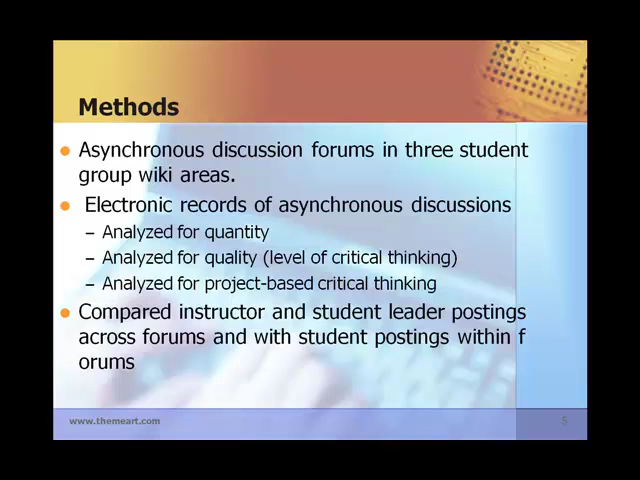 Methods
Asynchronous discussion forums in three student
group wiki areas.
Electronic records of asynchronous discussions
– Analyzed for quantity
– Analyzed for quality (level of critical thinking)
– Analyzed for project-based critical thinking
Compared instructor and student leader postings
across forums and with student postings within f
orums
www.themeart.com
5